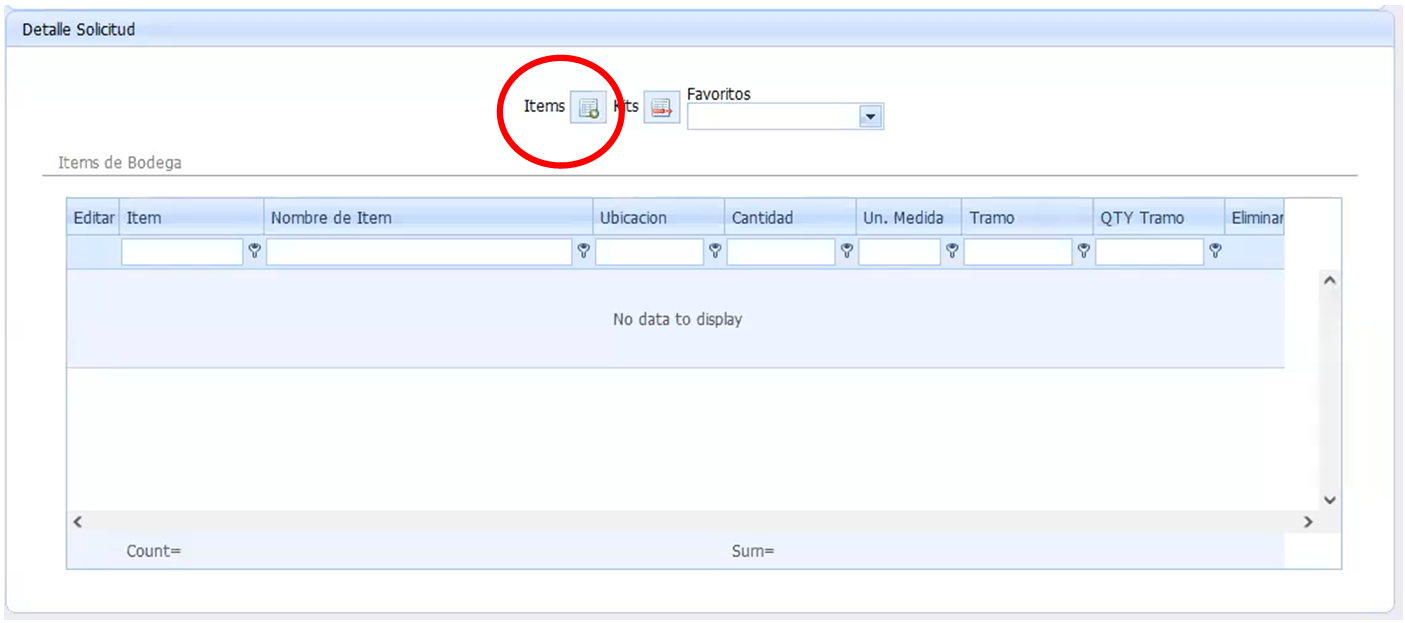 Detalle Solicitud
Items Kits Favoritos
Items de Bodega
Editar Item Nombre de Item Ubicacion Cantidad Un. Medida Tramo QTY Tramo Eliminar
No data to display
Count= Sum=